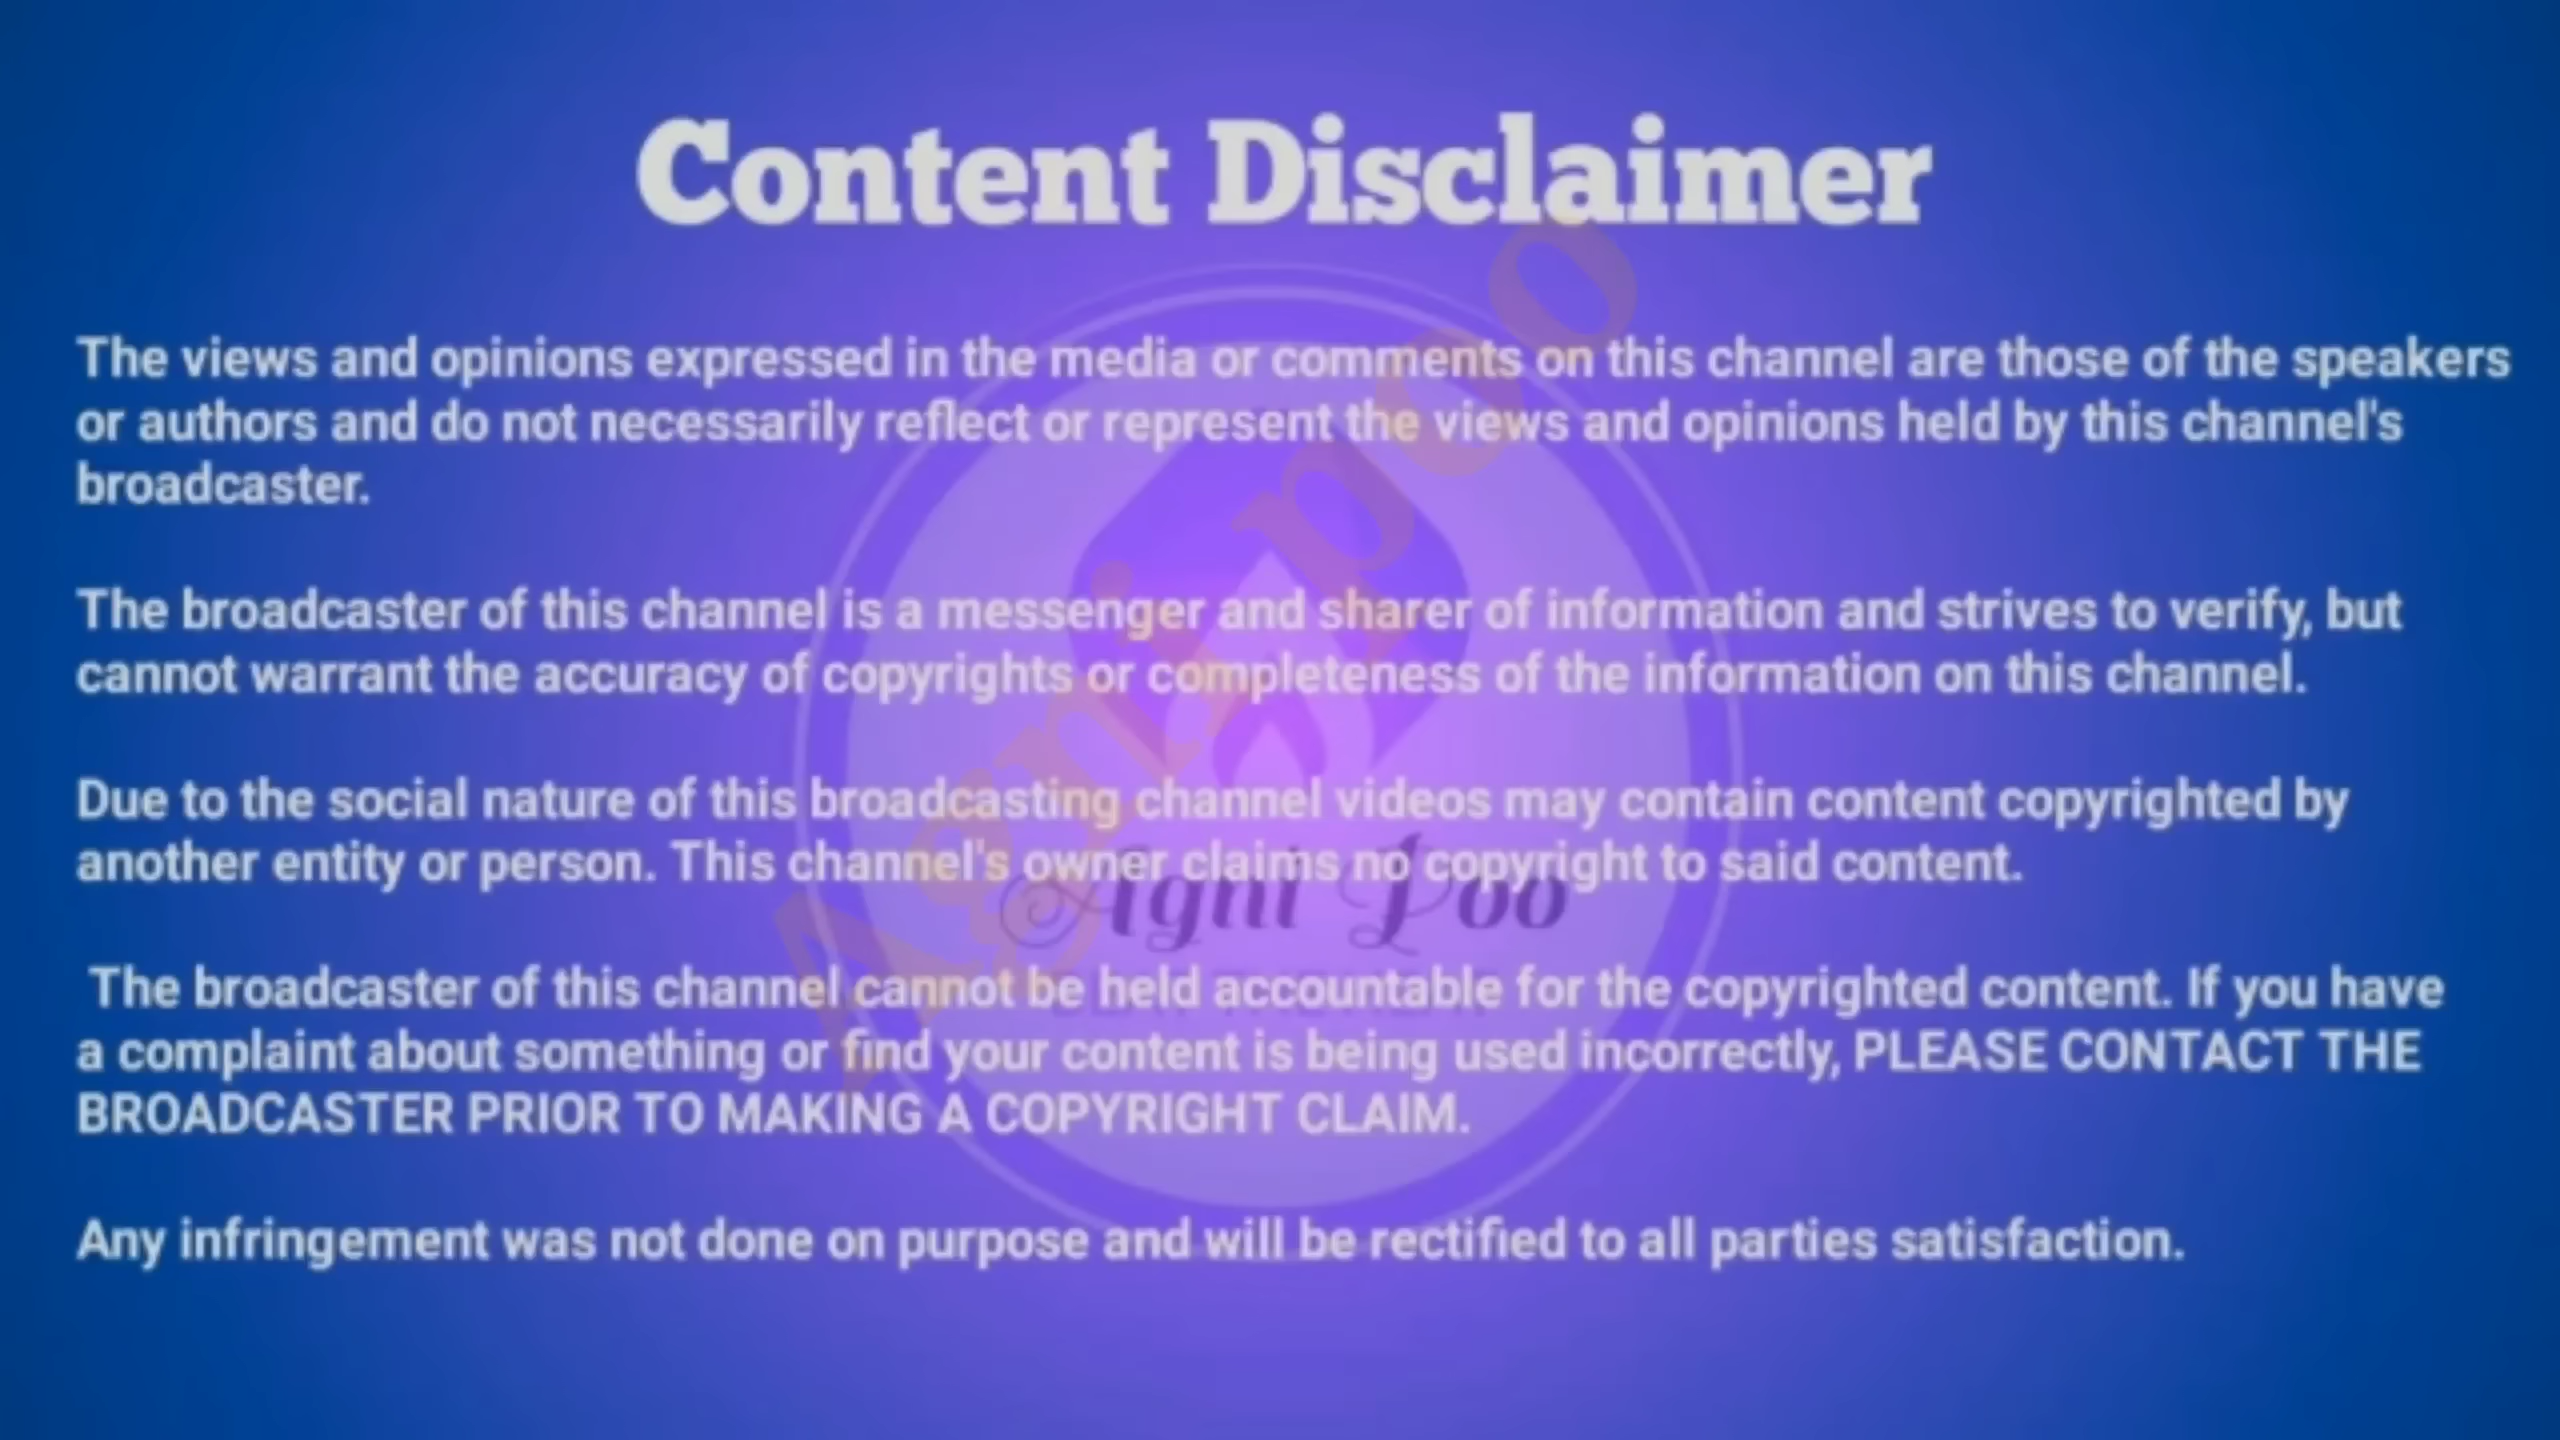 Content Disclaimer
The views and opinions expressed in the media or comments on this channel are those of the speakers
or authors and do not necessarily reflect or represent the views and opinions held by this channel's
broadcaster.
The broadcaster of this channel is a messenger and sharer of information and strives to verify, but
cannot warrant the accuracy of copyrights or completeness of the information on this channel.
Due to the social nature of this broadcasting channel videos may contain content copyrighted by
another entity or person. This channel's owner claims no copyright to said content.
Agni Poo
The broadcaster of this channel cannot be held accountable for the copyrighted content. If you have
a complaint about something or find your content is being used incorrectly, PLEASE CONTACT THE
BROADCASTER PRIOR TO MAKING A COPYRIGHT CLAIM.
Any infringement was not done on purpose and will be rectified to all parties satisfaction.
Agni poo